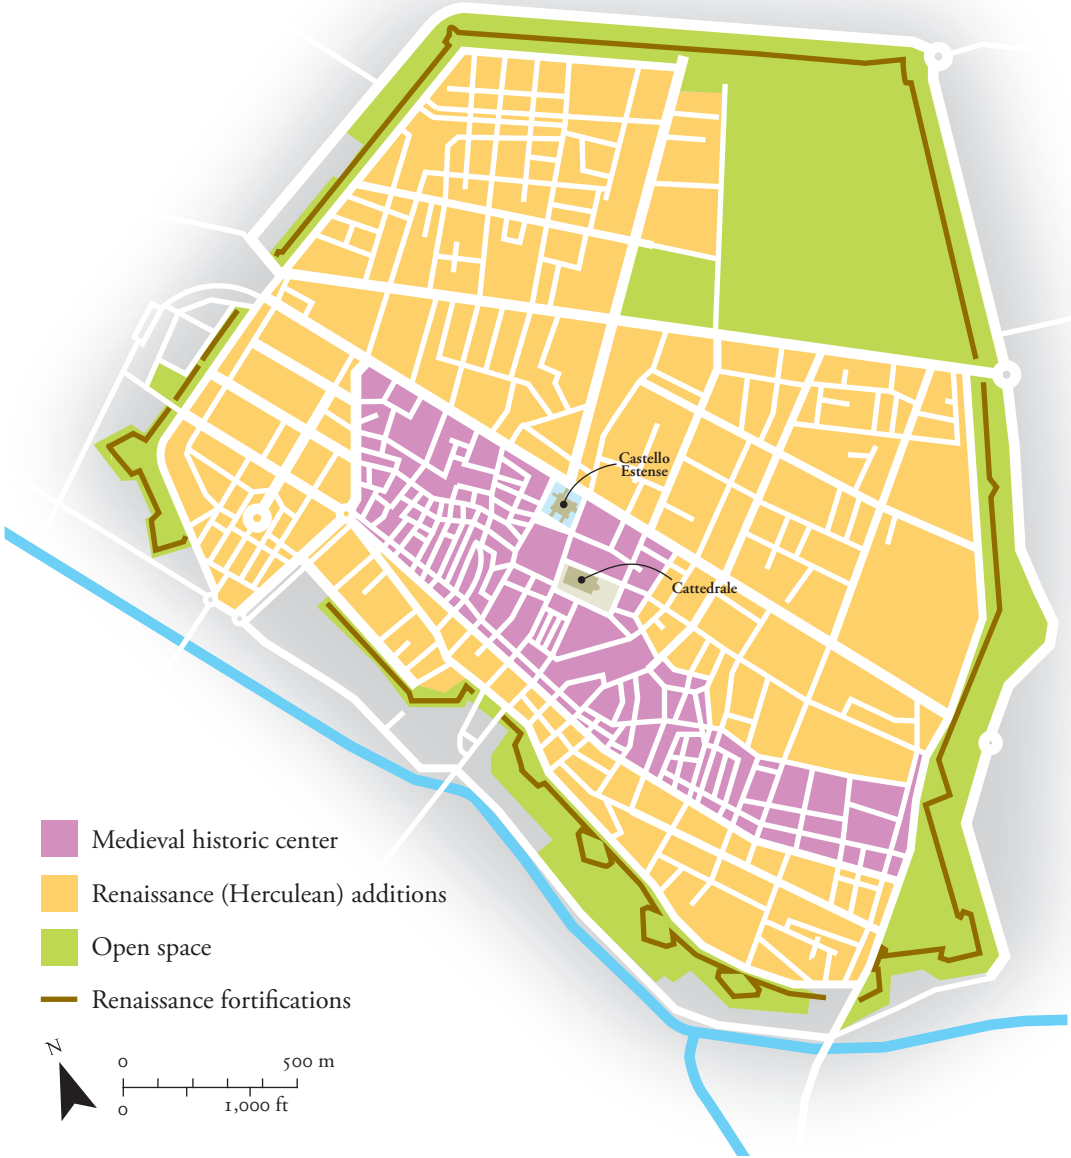 Castello
Estense
Cattedrale
Medieval historic center
Renaissance (Herculean) additions
Open space
Renaissance fortifications
N
0 500 m
0 1,000 ft